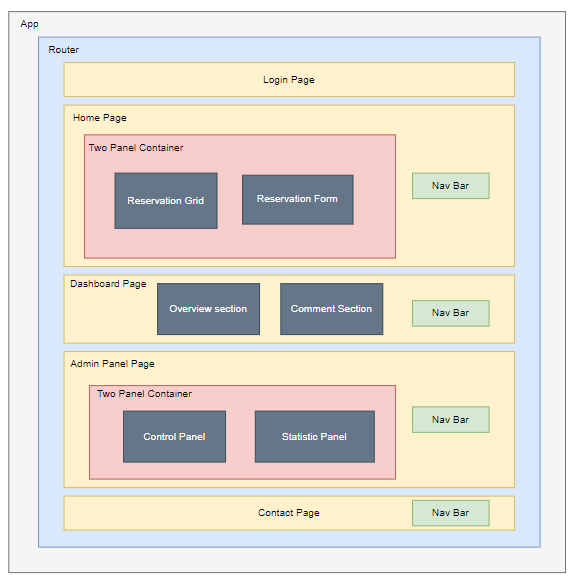 App
Router
Login Page
Home Page
Two Panel Container
Reservation Grid
Reservation Form
Nav Bar
Dashboard Page
Overview section
Comment Section
Nav Bar
Admin Panel Page
Two Panel Container
Control Panel
Statistic Panel
Nav Bar
Contact Page
Nav Bar